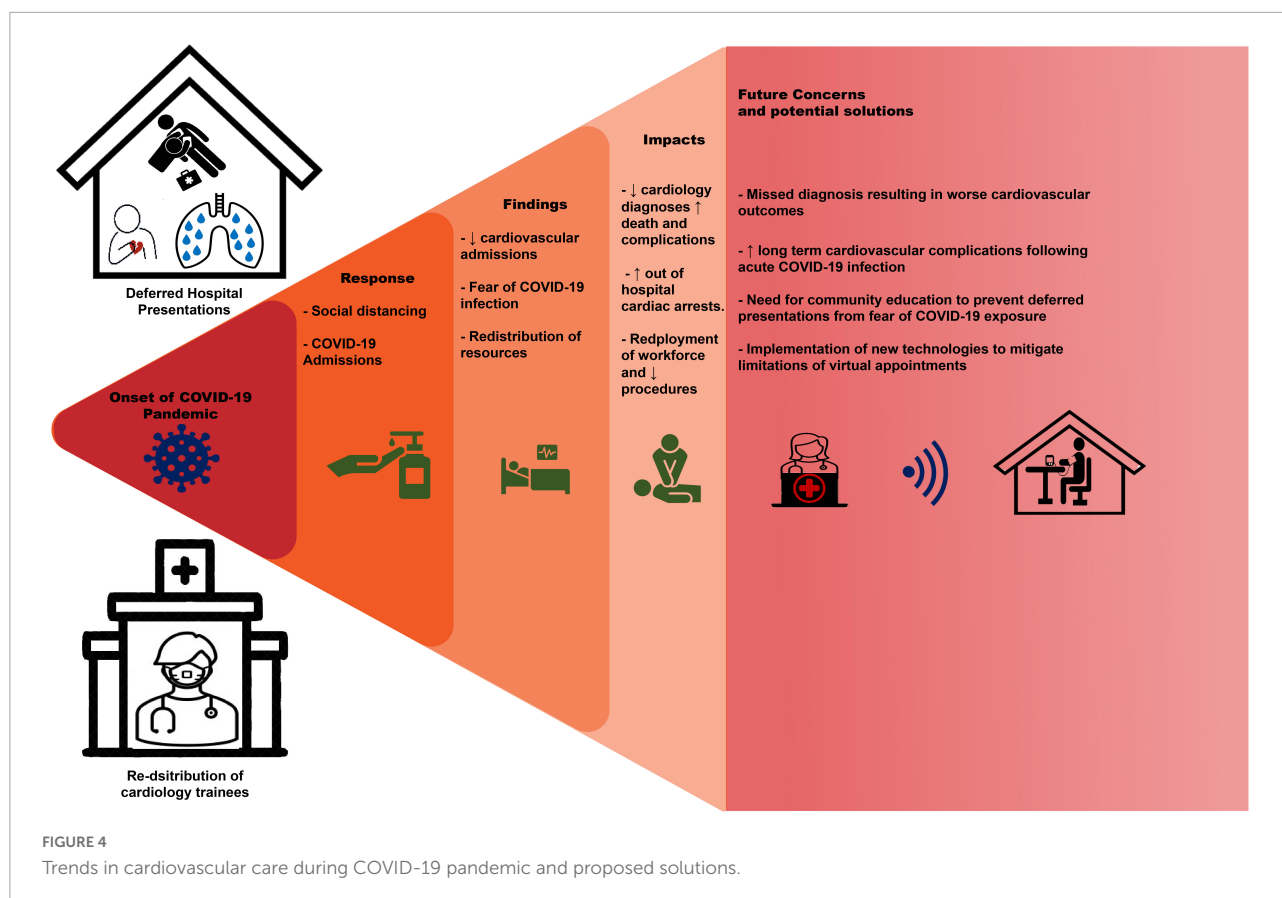 Deferred Hospital
Presentations
Onset of COVID-19
Pandemic
Re-dsitribution of
cardiology trainees
Response
- Social distancing
- COVID-19
Admissions
Findings
- ↓ cardiovascular
admissions
- Fear of COVID-19
infection
- Redistribution of
resources
Impacts
- ↓ cardiology
diagnoses ↑
death and
complications
- ↑ out of
hospital
cardiac arrests.
- Redployment
of workforce
and ↓
procedures
Future Concerns
and potential solutions
- Missed diagnosis resulting in worse cardiovascular
outcomes
- ↑ long term cardiovascular complications following
acute COVID-19 infection
- Need for community education to prevent deferred
presentations from fear of COVID-19 exposure
- Implementation of new technologies to mitigate
limitations of virtual appointments
FIGURE 4
Trends in cardiovascular care during COVID-19 pandemic and proposed solutions.